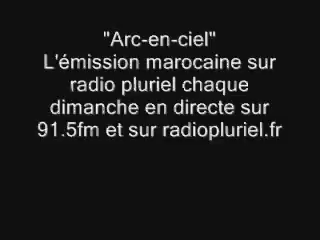 "Arc-en-ciel"
L'émission marocaine sur
radio pluriel chaque
dimanche en directe sur
91.5fm et sur radiopluriel.fr